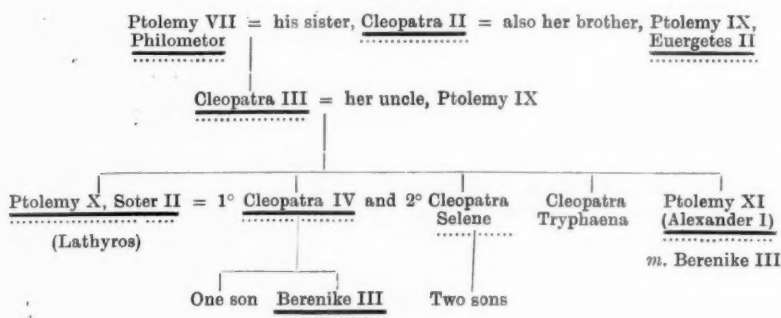 Ptolemy VII = his sister, Cleopatra II = also her brother, Ptolemy IX,
Philometor Euergetes II
Cleopatra III = her uncle, Ptolemy IX
Ptolemy X, Soter II = 1° Cleopatra IV and 2° Cleopatra Cleopatra Ptolemy XI
Selene Tryphaena (Alexander I)
(Lathyros) m. Berenike III
One son Berenike III Two sons